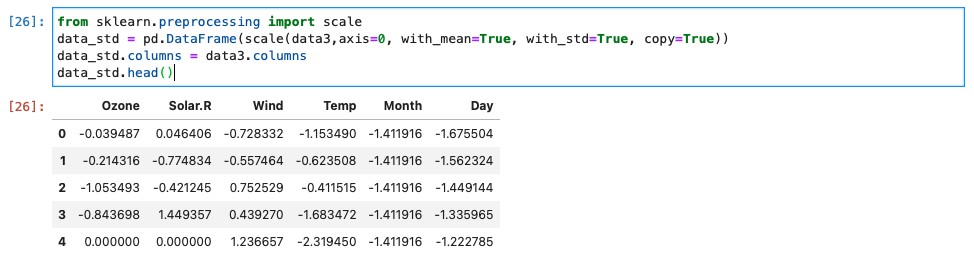 [26]: from sklearn.preprocessing import scale
data_std = pd.DataFrame(scale(data3,axis=0, with_mean=True, with_std=True, copy=True))
data_std.columns = data3.columns
data_std.head()
[26]: Ozone Solar.R Wind Temp Month Day
0 -0.039487 0.046406 -0.728332 -1.153490 -1.411916 -1.675504
1 -0.214316 -0.774834 -0.557464 -0.623508 -1.411916 -1.562324
2 -1.053493 -0.421245 0.752529 -0.411515 -1.411916 -1.449144
3 -0.843698 1.449357 0.439270 -1.683472 -1.411916 -1.335965
4 0.000000 0.000000 1.236657 -2.319450 -1.411916 -1.222785